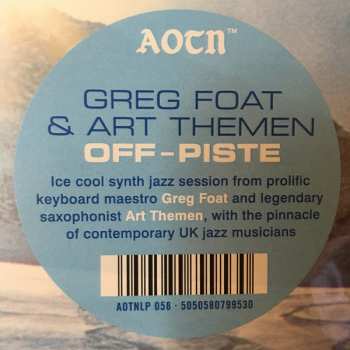 AOTN™
GREG FOAT
& ART THEMEN
OFF-PISTE
Ice cool synth jazz session from prolific
keyboard maestro Greg Foat and legendary
saxophonist Art Themen, with the pinnacle
of contemporary UK jazz musicians
AOTNLP 056 · 5050580799530